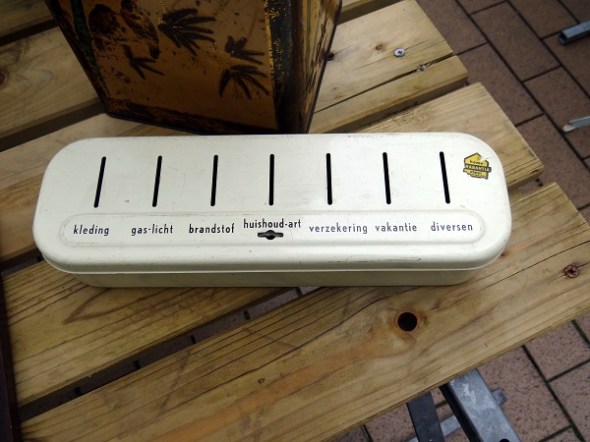 kleding gas-licht brandstof huishoud-art verzekering vakantie diversen